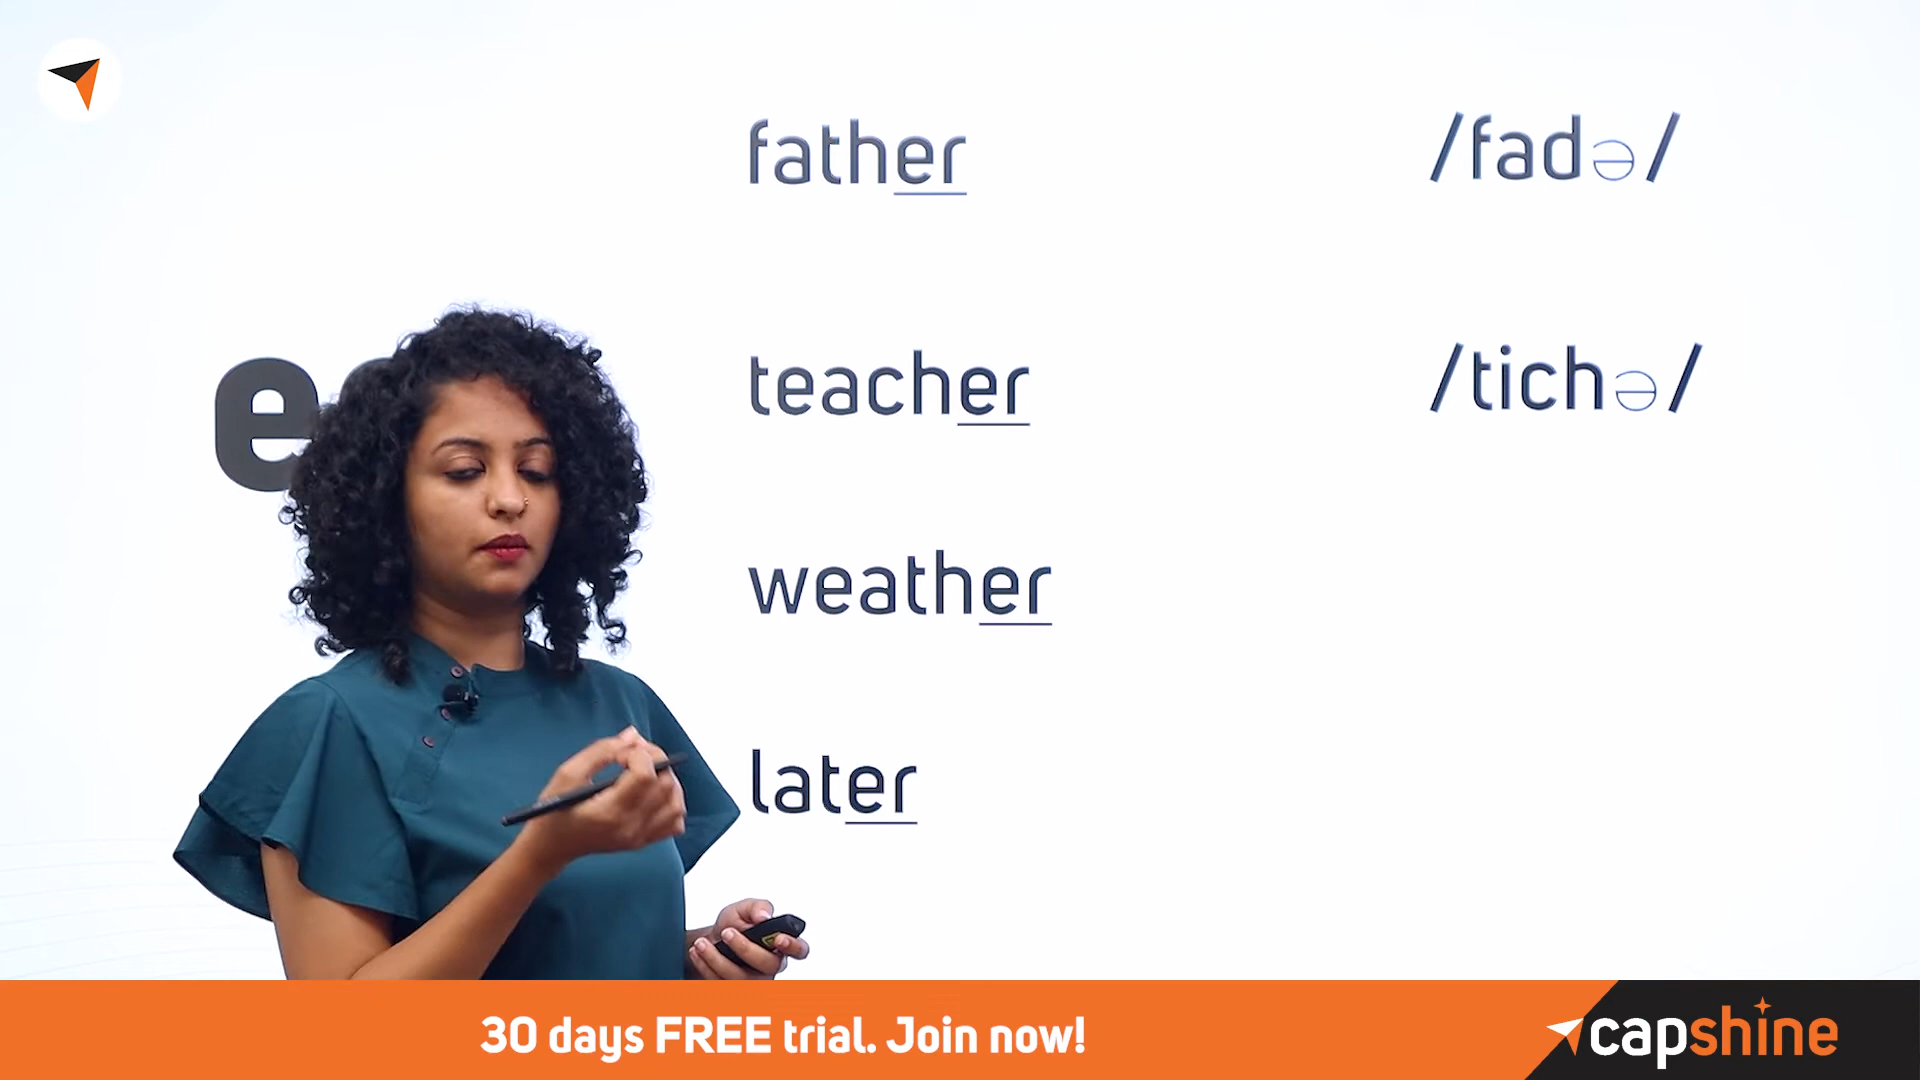 father /fadə/
e
teacher /tichə/
weather
later
30 days FREE trial. Join now!
capshine